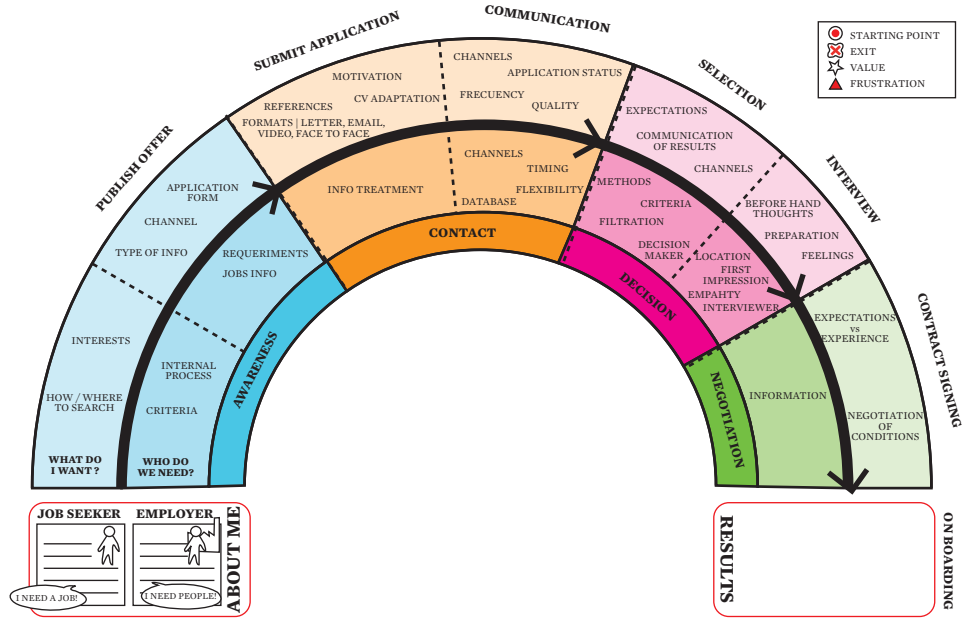 COMMUNICATION
SUBMIT APPLICATION
SELECTION
PUBLISH OFFER
INTERVIEW
CONTRACT SIGNING
ON BOARDING
STARTING POINT
EXIT
VALUE
FRUSTRATION
APPLICATION
FORM
CHANNEL
TYPE OF INFO
INTERESTS
HOW / WHERE
TO SEARCH
WHAT DO
I WANT ?
REQUERIMENTS
JOBS INFO
INTERNAL
PROCESS
CRITERIA
WHO DO
WE NEED?
AWARENESS
MOTIVATION
CV ADAPTATION
REFERENCES
FORMATS | LETTER, EMAIL,
VIDEO, FACE TO FACE
CHANNELS
APPLICATION STATUS
FRECUENCY
QUALITY
INFO TREATMENT
CHANNELS
TIMING
FLEXIBILITY
DATABASE
CONTACT
EXPECTATIONS
COMMUNICATION
OF RESULTS
CHANNELS
BEFORE HAND
THOUGHTS
PREPARATION
FEELINGS
METHODS
CRITERIA
FILTRATION
DECISION
MAKER
LOCATION
FIRST
IMPRESSION
EMPAHTY
INTERVIEWER
DECISION
EXPECTATIONS
vs
EXPERIENCE
NEGOTIATION
OF
CONDITIONS
INFORMATION
NEGOTIATION
JOB SEEKER
EMPLOYER
I NEED A JOB!
I NEED PEOPLE!
ABOUT ME
RESULTS